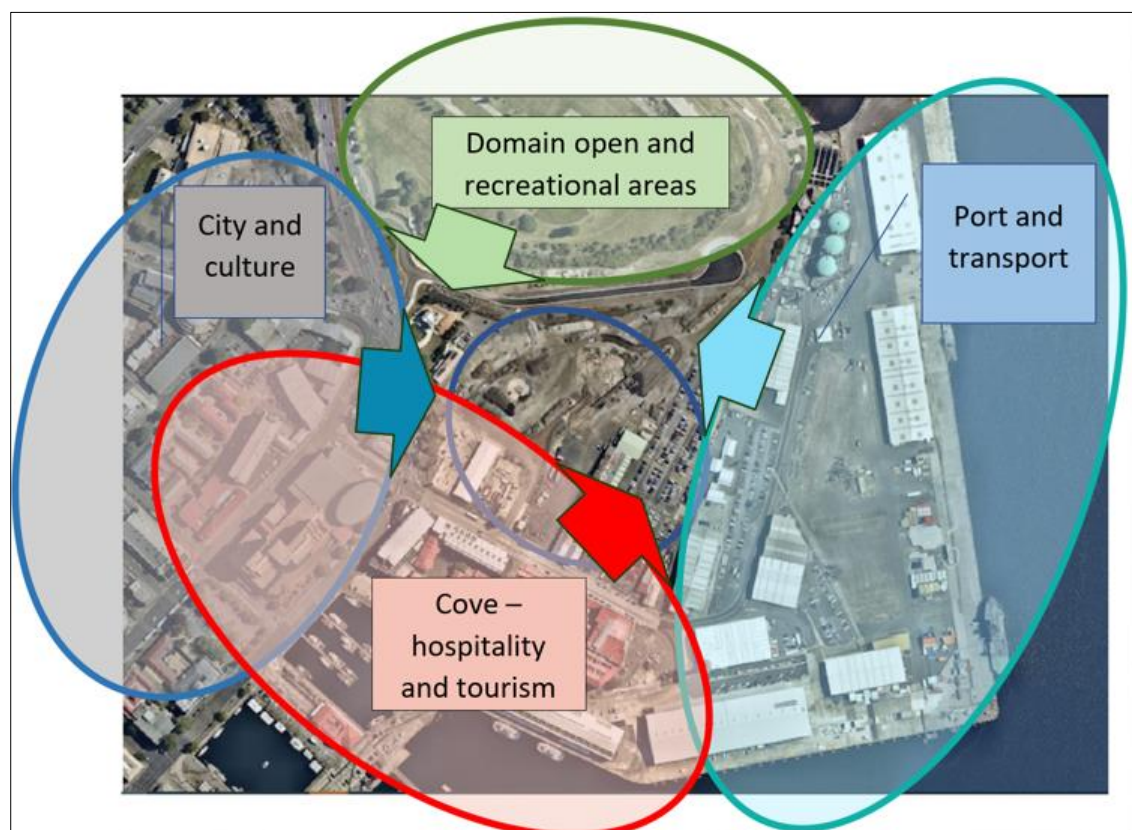 Domain open and
recreational areas
City and
culture
Port and
transport
Cove –
hospitality
and tourism